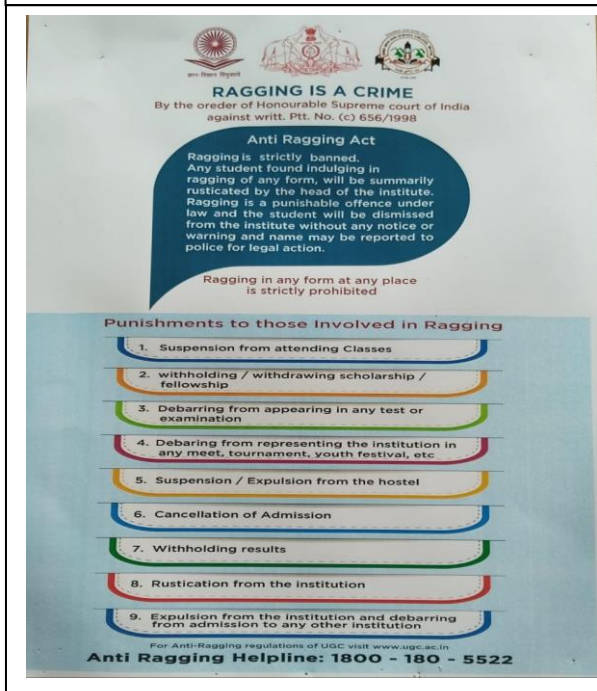 ज्ञान-विज्ञान विमुक्तये
RAGGING IS A CRIME
By the oreder of Honourable Supreme court of India
against writt. Ptt. No. (c) 656/1998
Anti Ragging Act
Ragging is strictly banned.
Any student found indulging in
ragging of any form, will be summarily
rusticated by the head of the institute.
Ragging is a punishable offence under
law and the student will be dismissed
from the institute without any notice or
warning and name may be reported to
police for legal action.
Ragging in any form at any place
is strictly prohibited
Punishments to those Involved in Ragging
1. Suspension from attending Classes
2. withholding / withdrawing scholarship /
fellowship
3. Debarring from appearing in any test or
examination
4. Debaring from representing the institution in
any meet, tournament, youth festival, etc
5. Suspension / Expulsion from the hostel
6. Cancellation of Admission
7. Withholding results
8. Rustication from the institution
9. Expulsion from the institution and debarring
from admission to any other institution
For Anti-Ragging regulations of UGC visit www.ugc.ac.in
Anti Ragging Helpline: 1800 - 180 - 5522